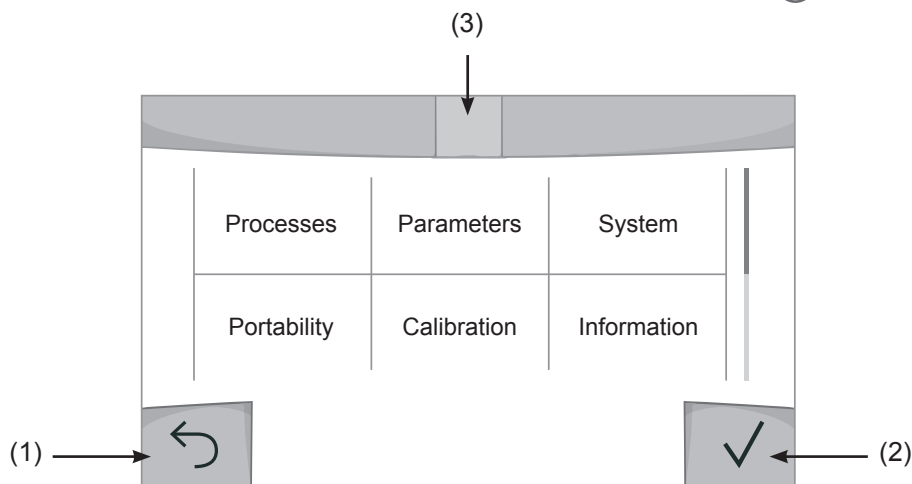 (3)
Processes Parameters System
Portability Calibration Information
(1) (2)